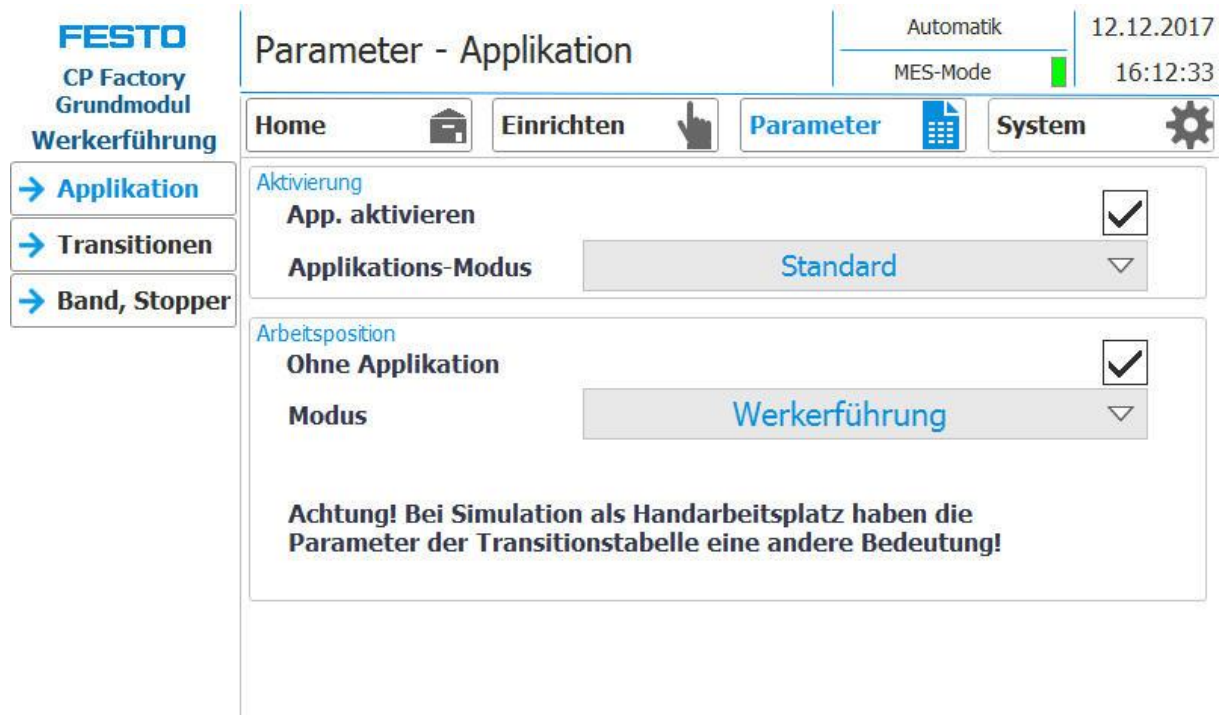 FESTO
CP Factory
Grundmodul
Werkerführung
Parameter - Applikation
Automatik
MES-Mode
12.12.2017
16:12:33
Home
Einrichten
Parameter
System
Applikation
Transitionen
Band, Stopper
Aktivierung
App. aktivieren
Applikations-Modus
Standard
Arbeitsposition
Ohne Applikation
Modus
Werkerführung
Achtung! Bei Simulation als Handarbeitsplatz haben die
Parameter der Transitionstabelle eine andere Bedeutung!